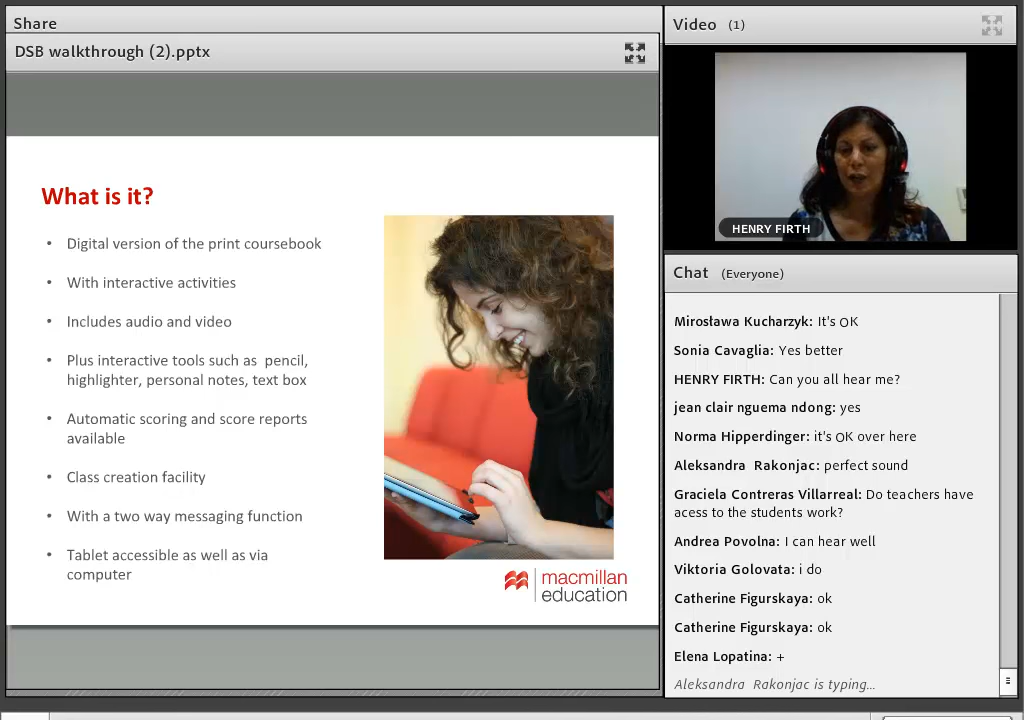 Share
DSB walkthrough (2).pptx
What is it?
• Digital version of the print coursebook
• With interactive activities
• Includes audio and video
• Plus interactive tools such as pencil,
highlighter, personal notes, text box
• Automatic scoring and score reports
available
• Class creation facility
• With a two way messaging function
• Tablet accessible as well as via
computer
macmillan
education
Video (1)
HENRY FIRTH
Chat (Everyone)
Mirosława Kucharzyk: It's OK
Sonia Cavaglia: Yes better
HENRY FIRTH: Can you all hear me?
jean clair nguema ndong: yes
Norma Hipperdinger: it's OK over here
Aleksandra Rakonjac: perfect sound
Graciela Contreras Villarreal: Do teachers have
acess to the students work?
Andrea Povolna: I can hear well
Viktoria Golovata: i do
Catherine Figurskaya: ok
Catherine Figurskaya: ok
Elena Lopatina: +
Aleksandra Rakonjac is typing...